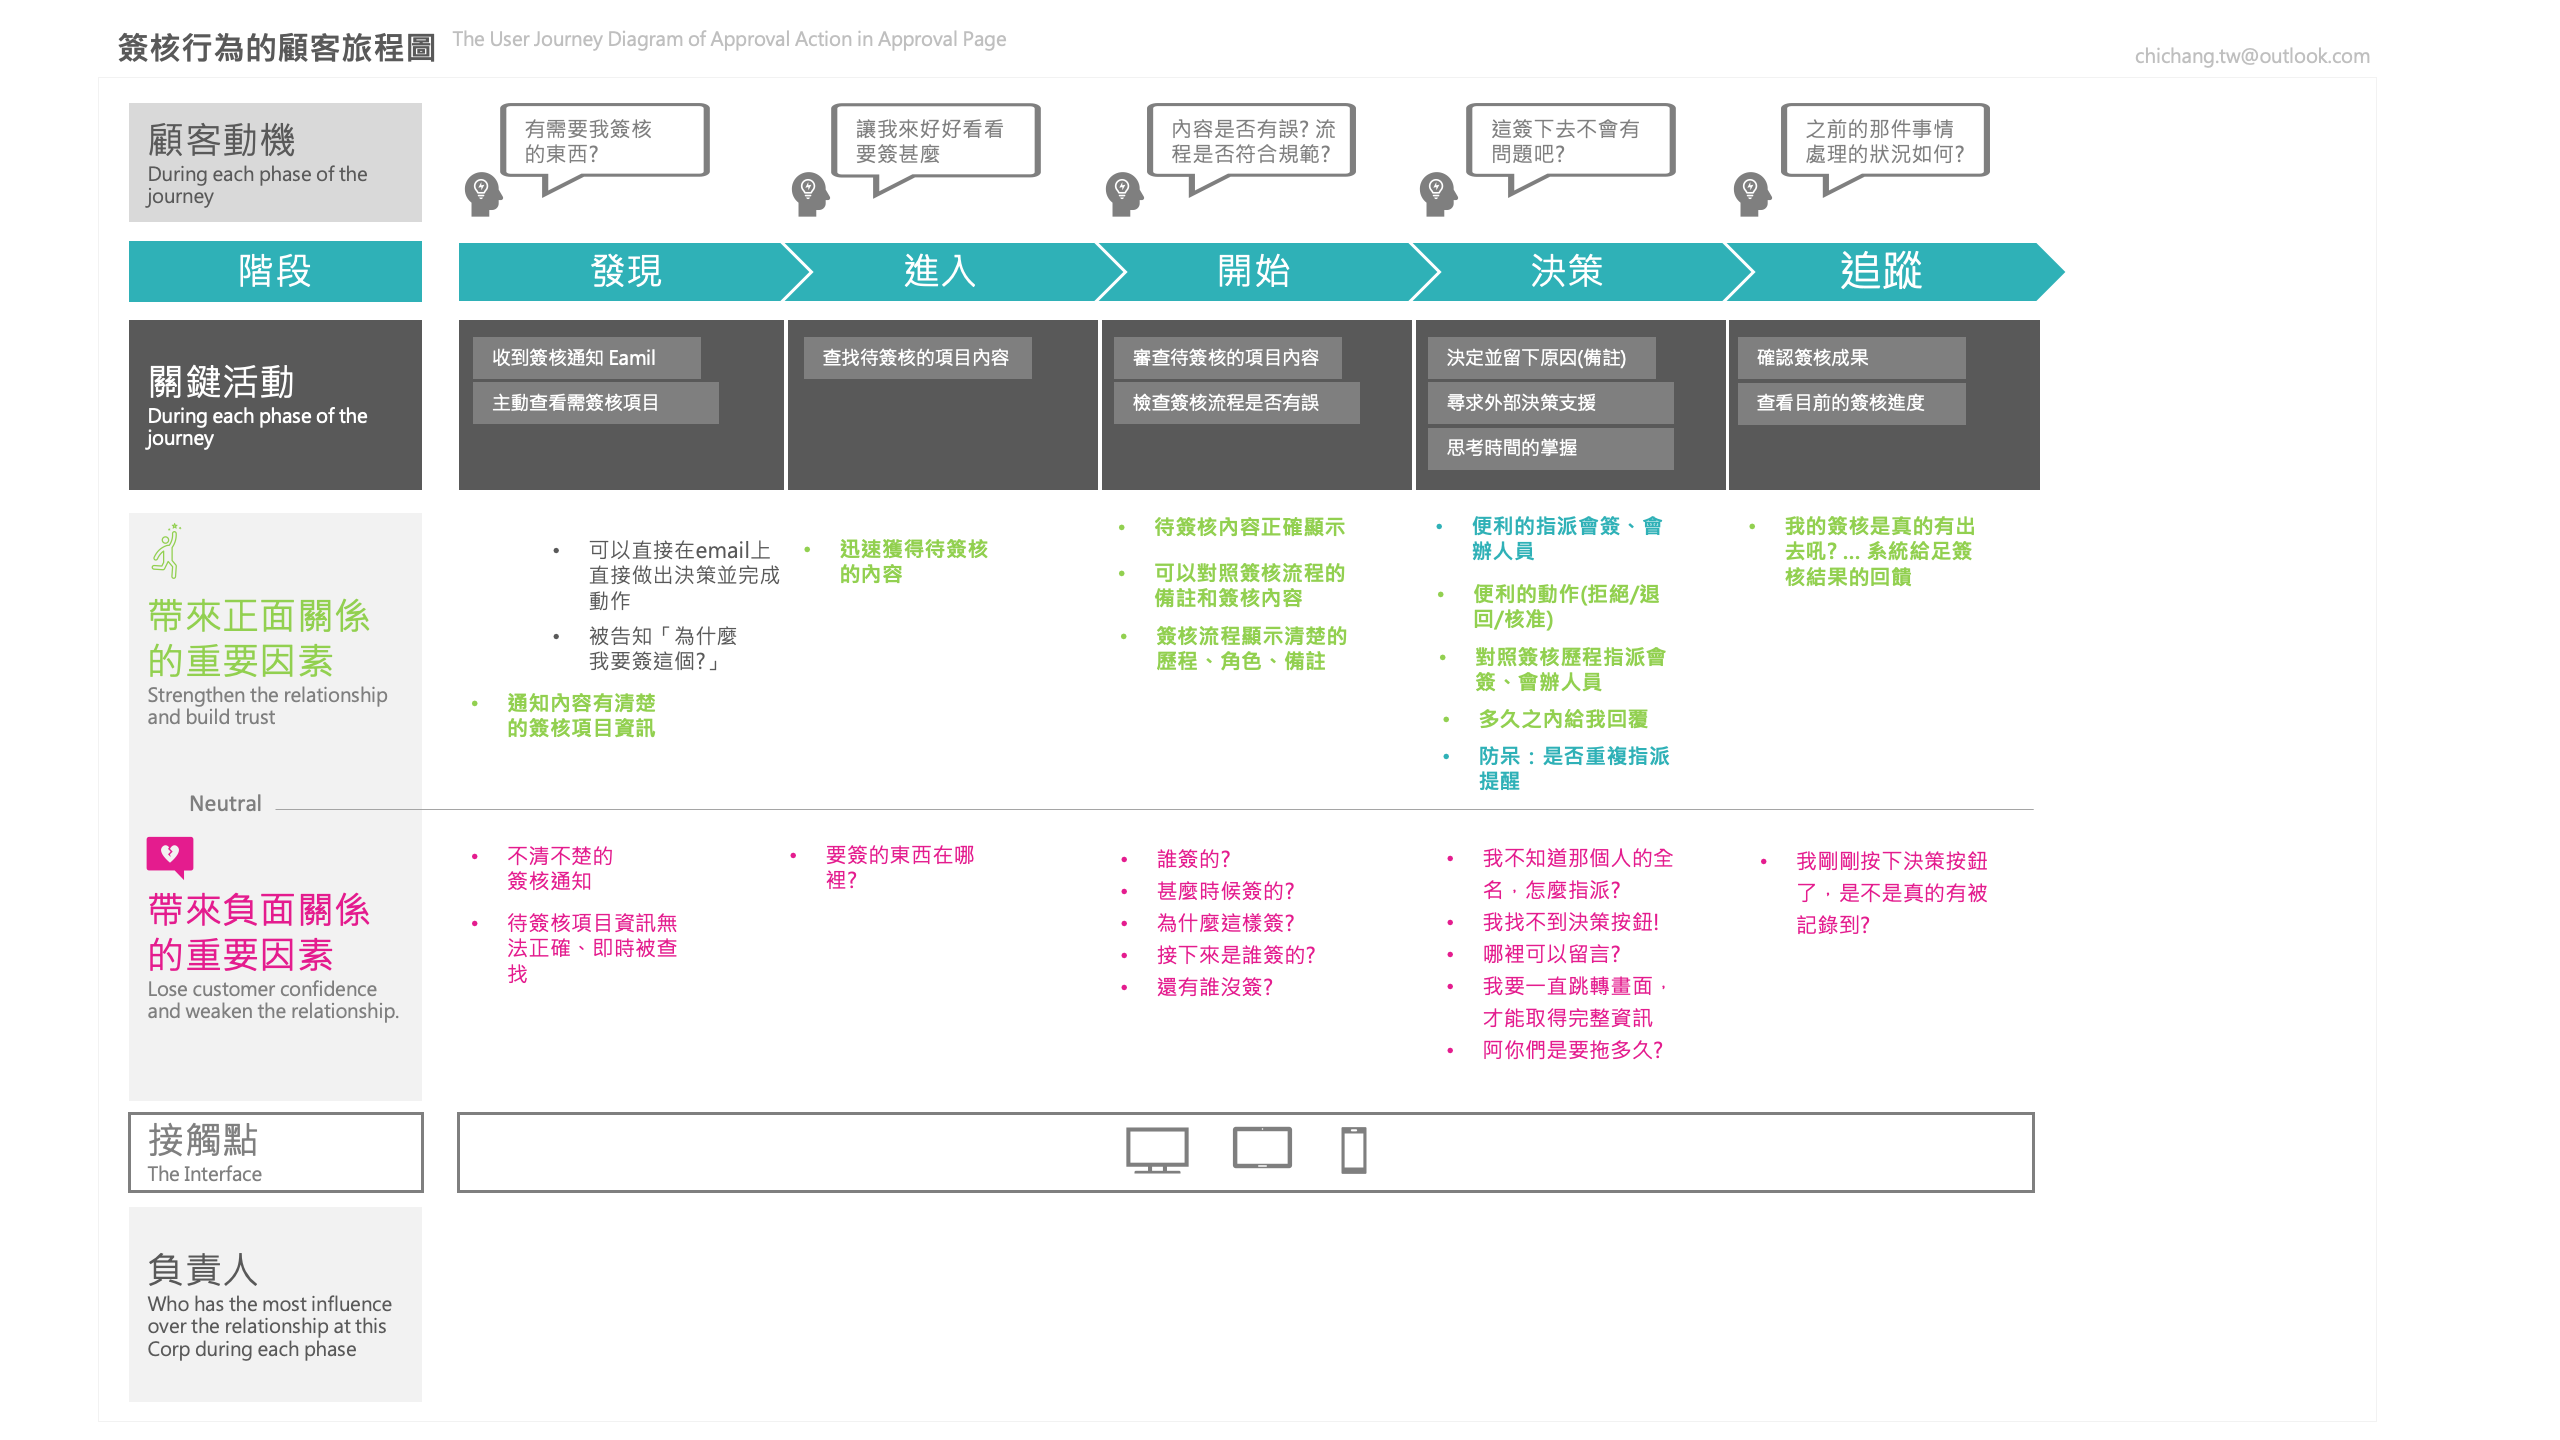 簽核行為的顧客旅程圖
The User Journey Diagram of Approval Action in Approval Page
chichang.tw@outlook.com
顧客動機
During each phase of the
journey
有需要我簽核
的東西?
讓我來好好看看
要簽甚麼
內容是否有誤? 流
程是否符合規範?
這簽下去不會有
問題吧?
之前的那件事情
處理的狀況如何?
階段
發現
進入
開始
決策
追蹤
關鍵活動
During each phase of the
journey
收到簽核通知 Eamil
主動查看需簽核項目
查找待簽核的項目內容
審查待簽核的項目內容
檢查簽核流程是否有誤
決定並留下原因(備註)
尋求外部決策支援
思考時間的掌握
確認簽核成果
查看目前的簽核進度
帶來正面關係
的重要因素
Strengthen the relationship
and build trust
• 可以直接在email上
直接做出決策並完成
動作
• 被告知「為什麼
我要簽這個?」
• 通知內容有清楚
的簽核項目資訊
• 迅速獲得待簽核
的內容
• 待簽核內容正確顯示
• 可以對照簽核流程的
備註和簽核內容
• 簽核流程顯示清楚的
歷程、角色、備註
• 便利的指派會簽、會
辦人員
• 便利的動作(拒絕/退
回/核准)
• 對照簽核歷程指派會
簽、會辦人員
• 多久之內給我回覆
• 防呆：是否重複指派
提醒
• 我的簽核是真的有出
去吼? ... 系統給足簽
核結果的回饋
Neutral
帶來負面關係
的重要因素
Lose customer confidence
and weaken the relationship.
• 不清不楚的
簽核通知
• 待簽核項目資訊無
法正確、即時被查
找
• 要簽的東西在哪
裡?
• 誰簽的?
• 甚麼時候簽的?
• 為什麼這樣簽?
• 接下來是誰簽的?
• 還有誰沒簽?
• 我不知道那個人的全
名，怎麼指派?
• 我找不到決策按鈕!
• 哪裡可以留言?
• 我要一直跳轉畫面，
才能取得完整資訊
• 阿你們是要拖多久?
• 我剛剛按下決策按鈕
了，是不是真的有被
記錄到?
接觸點
The Interface
負責人
Who has the most influence
over the relationship at this
Corp during each phase